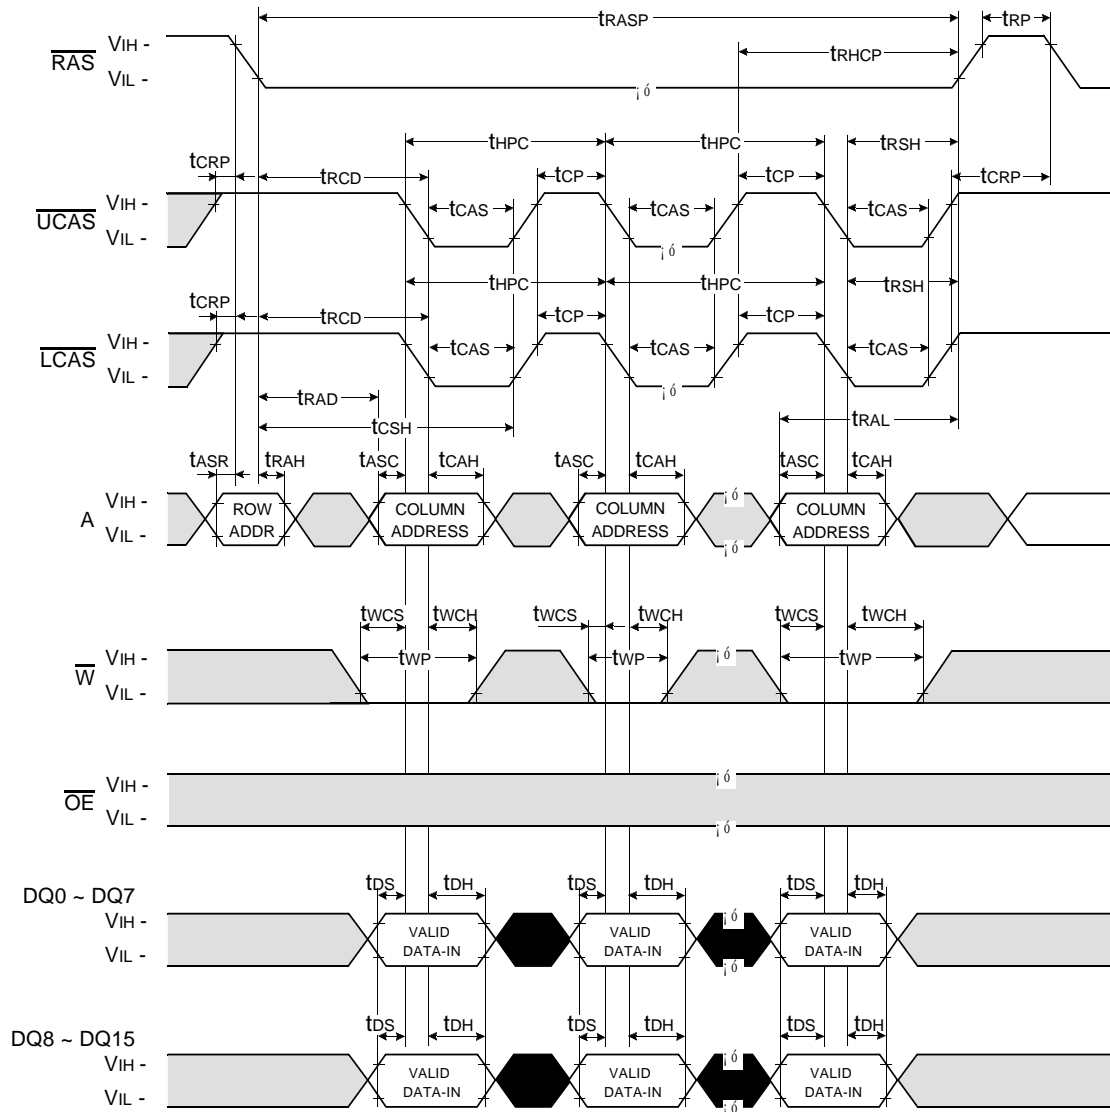 tRASP tRP
RAS VIH - tRHCP
VIL - ¡ ó
tHPC tHPC tRSH
tCRP tRCD tCP tCP tCRP
UCAS VIH - tCAS tCAS tCAS
VIL - ¡ ó
tHPC tHPC tRSH
tCRP tRCD tCP tCP
LCAS VIH - tCAS tCAS tCAS
VIL - ¡ ó
tRAD
tCSH tRAL
tASR tRAH tASC tCAH tASC tCAH tASC tCAH
A VIH - ROW COLUMN COLUMN ¡ ó COLUMN
VIL - ADDR ADDRESS ADDRESS ¡ ó ADDRESS
tWCS tWCH tWCS tWCH tWCS tWCH
W VIH - tWP tWP ¡ ó tWP
VIL -
OE VIH - ¡ ó
VIL - ¡ ó
DQ0 ~ DQ7 tDS tDH tDS tDH tDS tDH
VIH - VALID VALID ¡ ó VALID
VIL - DATA-IN DATA-IN ¡ ó DATA-IN
DQ8 ~ DQ15 tDS tDH tDS tDH tDS tDH
VIH - VALID VALID ¡ ó VALID
VIL - DATA-IN DATA-IN ¡ ó DATA-IN